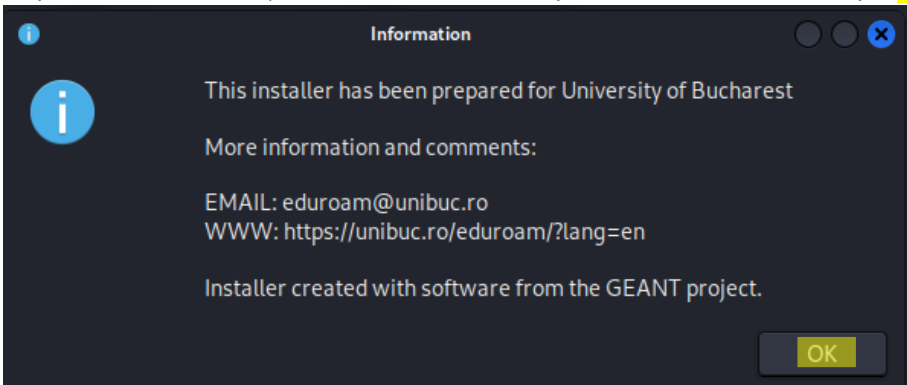 Information
This installer has been prepared for University of Bucharest
More information and comments:
EMAIL: eduroam@unibuc.ro
WWW: https://unibuc.ro/eduroam/?lang=en
Installer created with software from the GEANT project.
OK